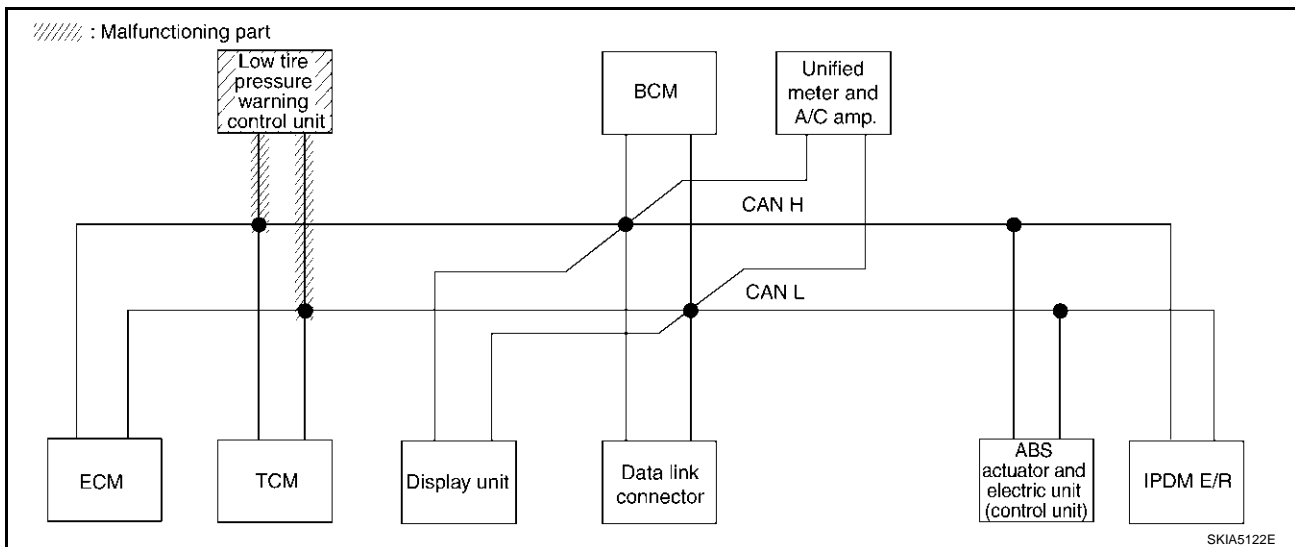 : Malfunctioning part
Low tire
pressure
warning
control unit
BCM
Unified
meter and
A/C amp.
CAN H
CAN L
ECM
TCM
Display unit
Data link
connector
ABS
actuator and
electric unit
(control unit)
IPDM E/R
SKIA5122E